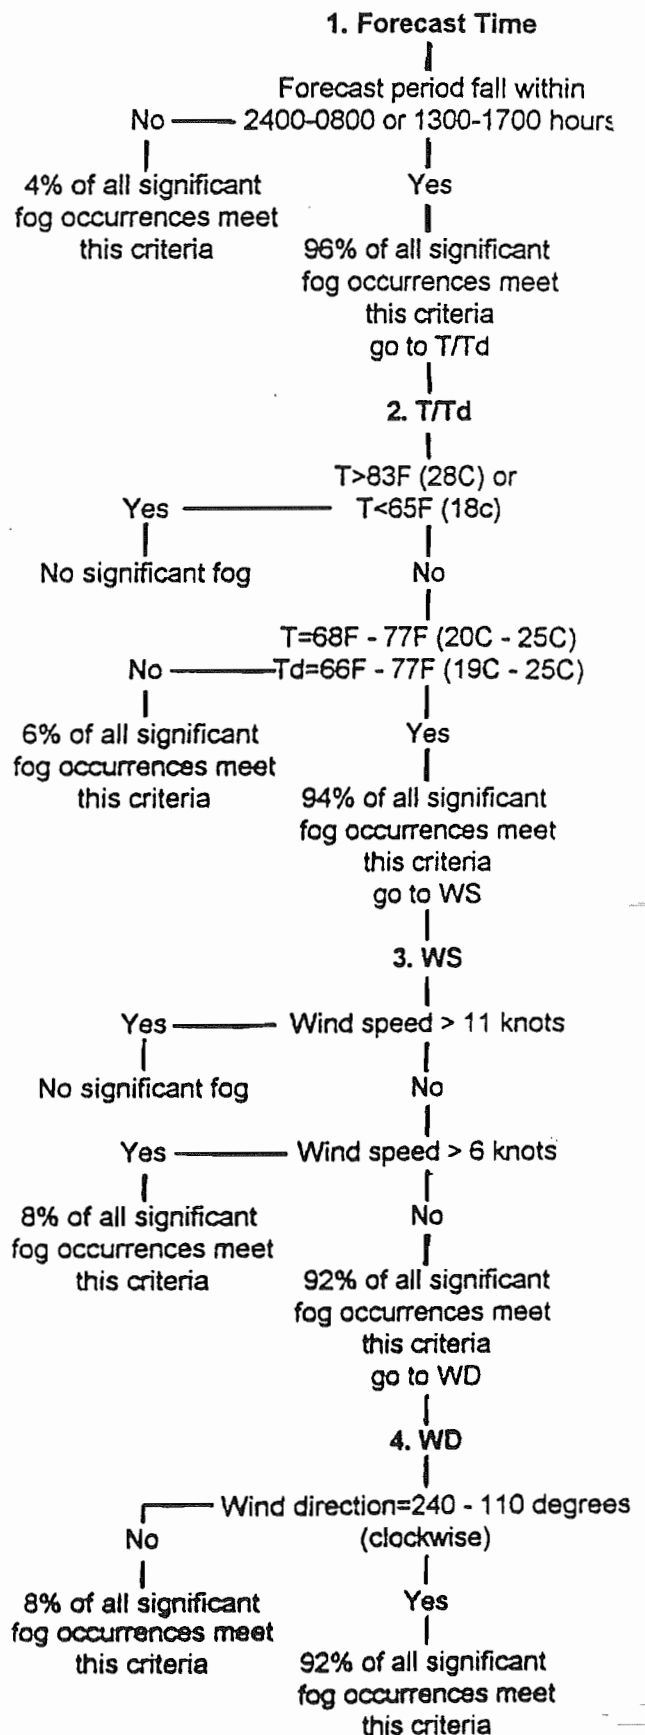 1. Forecast Time
Forecast period fall within
No 2400-0800 or 1300-1700 hours
4% of all significant
fog occurrences meet
this criteria
Yes
96% of all significant
fog occurrences meet
this criteria
go to T/Td
2. T/Td
T>83F (28C) or
Yes T<65F (18c)
No significant fog
No
T=68F - 77F (20C - 25C)
No Td=66F - 77F (19C - 25C)
6% of all significant
fog occurrences meet
this criteria
Yes
94% of all significant
fog occurrences meet
this criteria
go to WS
3. WS
Yes Wind speed > 11 knots
No significant fog
No
Yes Wind speed > 6 knots
8% of all significant
fog occurrences meet
this criteria
No
92% of all significant
fog occurrences meet
this criteria
go to WD
4. WD
Wind direction=240 - 110 degrees
(clockwise)
No
8% of all significant
fog occurrences meet
this criteria
Yes
92% of all significant
fog occurrences meet
this criteria